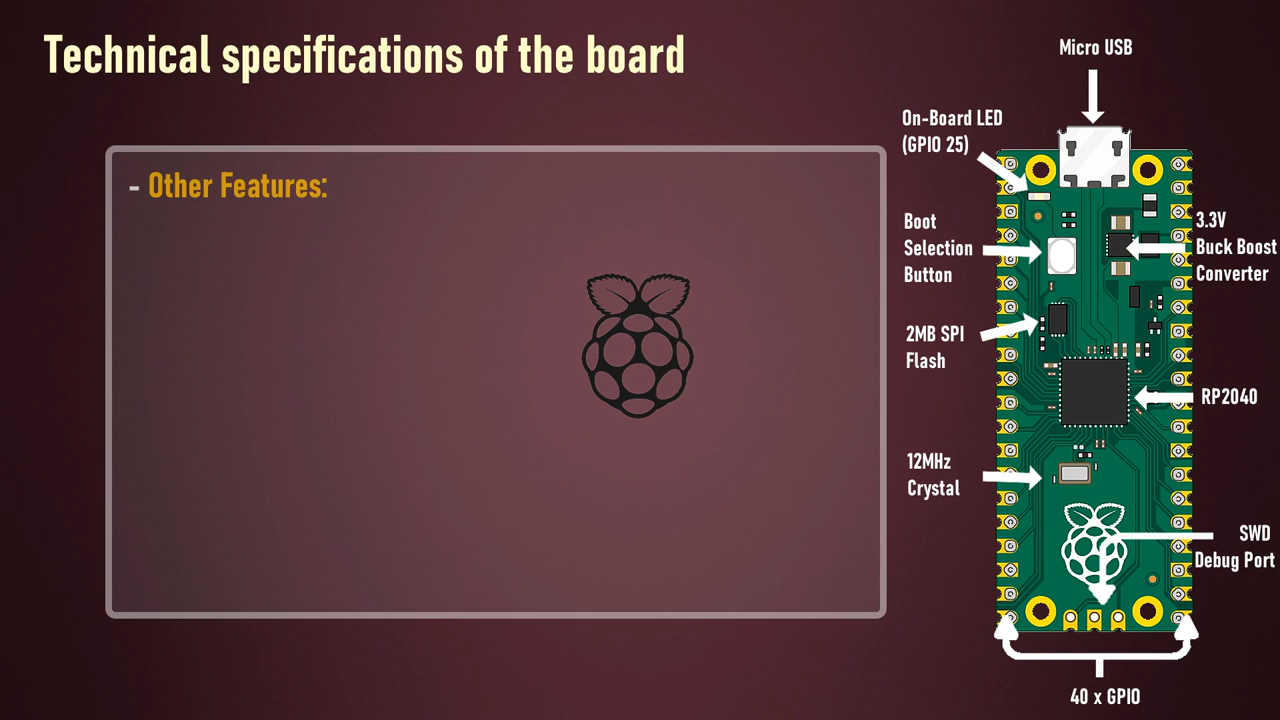 Technical specifications of the board
- Other Features:
Micro USB
On-Board LED
(GPIO 25)
Boot
Selection
Button
3.3V
Buck Boost
Converter
2MB SPI
Flash
RP2040
12MHz
Crystal
SWD
Debug Port
40 x GPIO